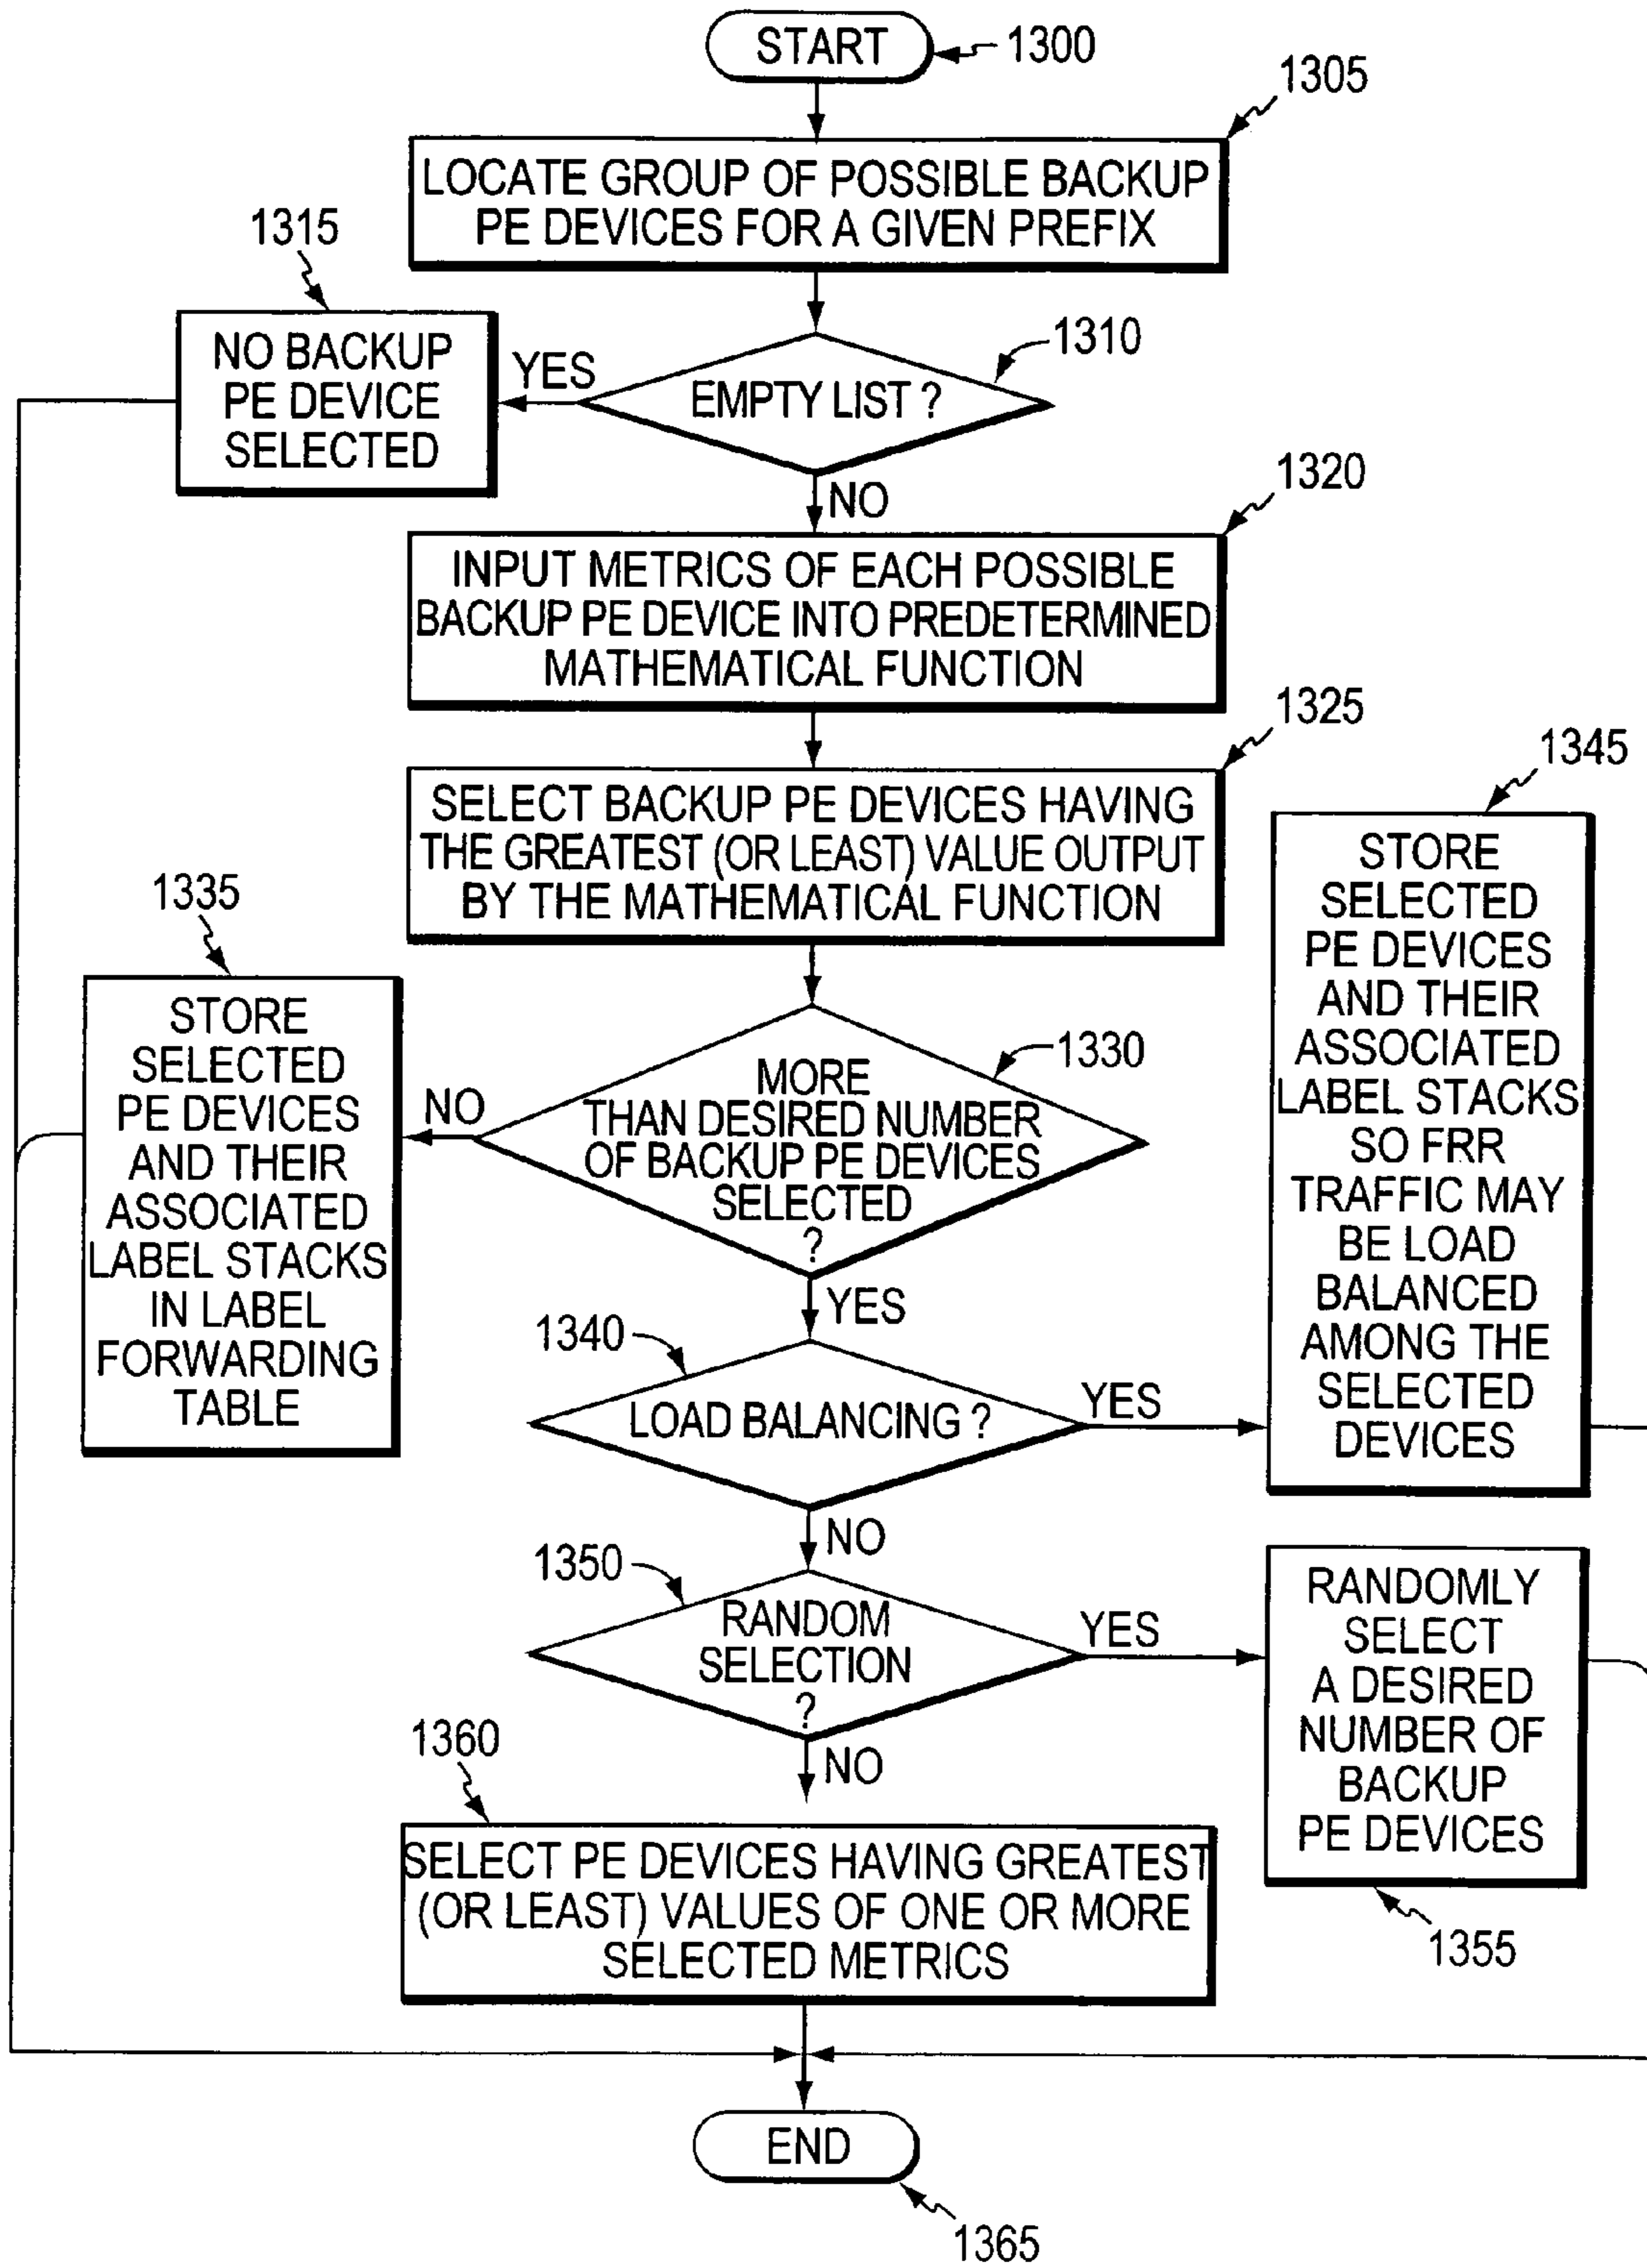 START
1300
1305
LOCATE GROUP OF POSSIBLE BACKUP
PE DEVICES FOR A GIVEN PREFIX
1315
NO BACKUP
PE DEVICE
SELECTED
YES
1310
EMPTY LIST ?
NO
1320
INPUT METRICS OF EACH POSSIBLE
BACKUP PE DEVICE INTO PREDETERMINED
MATHEMATICAL FUNCTION
1325
SELECT BACKUP PE DEVICES HAVING
THE GREATEST (OR LEAST) VALUE OUTPUT
BY THE MATHEMATICAL FUNCTION
1335
STORE
SELECTED
PE DEVICES
AND THEIR
ASSOCIATED
LABEL STACKS
IN LABEL
FORWARDING
TABLE
NO
1330
MORE
THAN DESIRED NUMBER
OF BACKUP PE DEVICES
SELECTED
?
YES
1345
STORE
SELECTED
PE DEVICES
AND THEIR
ASSOCIATED
LABEL STACKS
SO FRR
TRAFFIC MAY
BE LOAD
BALANCED
AMONG THE
SELECTED
DEVICES
1340
LOAD BALANCING ?
YES
NO
1350
RANDOM
SELECTION
?
YES
RANDOMLY
SELECT
A DESIRED
NUMBER OF
BACKUP
PE DEVICES
1355
NO
1360
SELECT PE DEVICES HAVING GREATEST
(OR LEAST) VALUES OF ONE OR MORE
SELECTED METRICS
END
1365